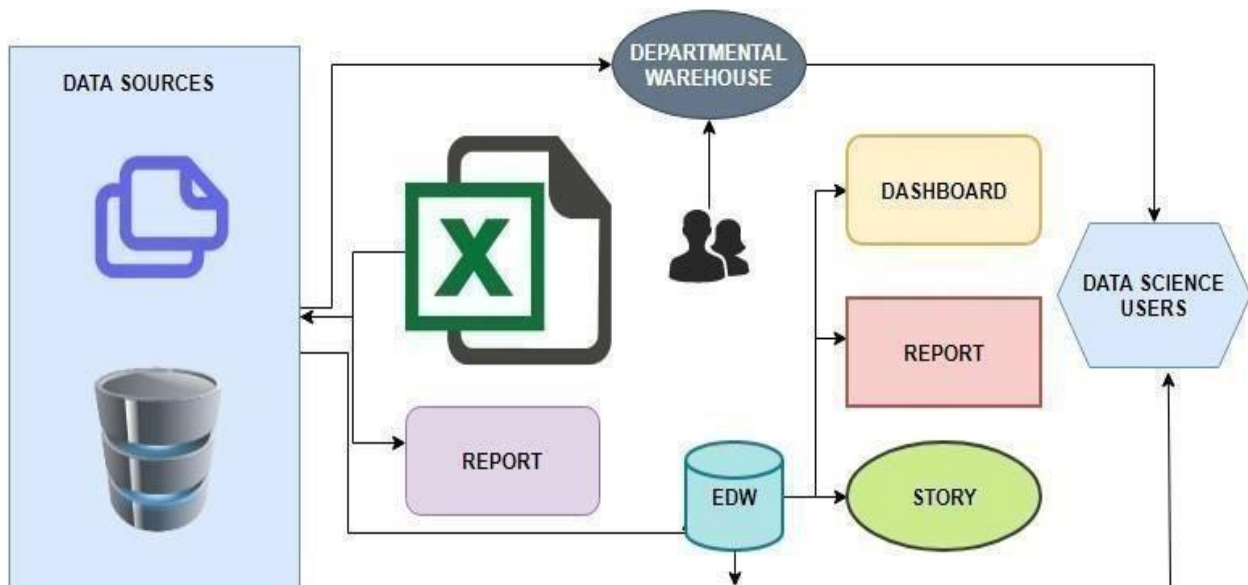 DATA SOURCES
DEPARTMENTAL
WAREHOUSE
X
DASHBOARD
DATA SCIENCE
USERS
REPORT
REPORT
EDW
STORY